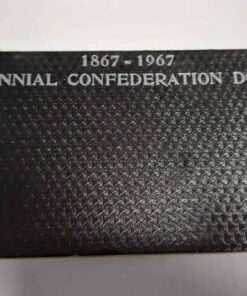 1867 - 1967
NNIAL CONFEDERATION D